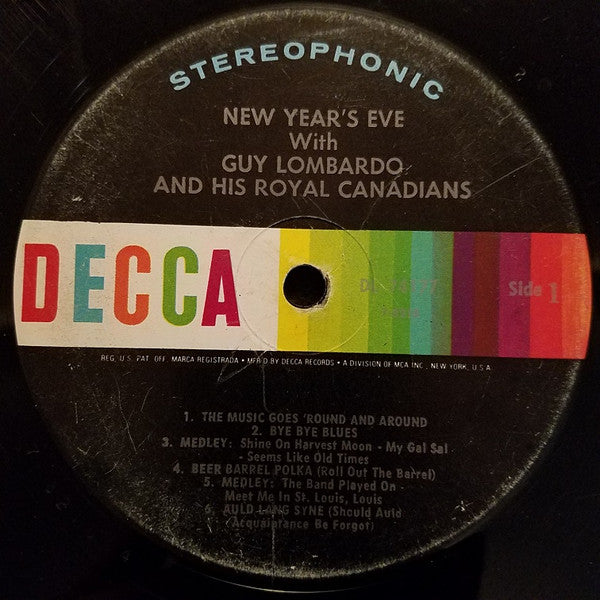 STEREOPHONIC
NEW YEAR'S EVE
With
GUY LOMBARDO
AND HIS ROYAL CANADIANS
DECCA
DL
Side 1
REG. U.S. PAT. OFF. MARCA REGISTRADA • MFR'D BY DECCA RECORDS • A DIVISION OF MCA INC., NEW YORK, U.S.A.
1. THE MUSIC GOES 'ROUND AND AROUND
2. BYE BYE BLUES
3. MEDLEY: Shine On Harvest Moon - My Gal Sal
- Seems Like Old Times
4. BEER BARREL POLKA (Roll Out The Barrel)
5. MEDLEY: The Band Played On -
Meet Me In St. Louis, Louis
6. AULD LANG SYNE (Should Auld
Acquaintance Be Forgot)